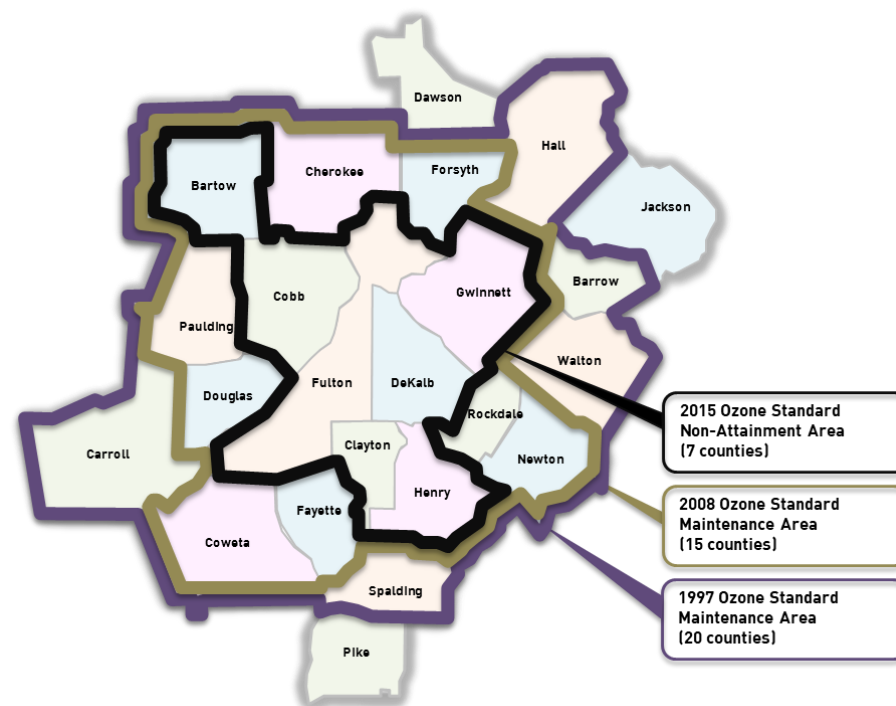 Dawson
Hall
Cherokee
Forsyth
Bartow
Jackson
Barrow
Cobb
Gwinnett
Paulding
Walton
Fulton
DeKalb
Douglas
Rockdale
Clayton
Carroll
Newton
Henry
Fayette
Coweta
Spalding
Pike
2015 Ozone Standard
Non-Attainment Area
(7 counties)
2008 Ozone Standard
Maintenance Area
(15 counties)
1997 Ozone Standard
Maintenance Area
(20 counties)